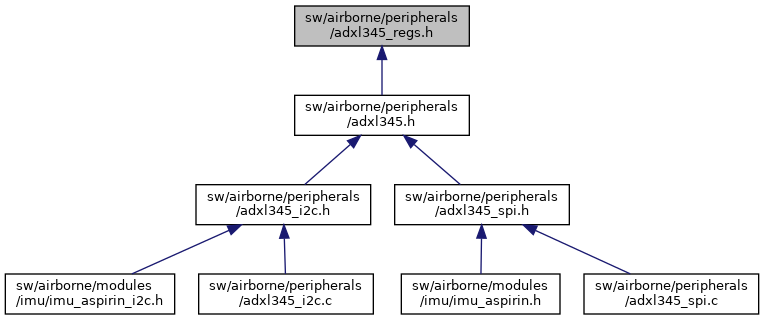 sw/airborne/peripherals
/adxl345_regs.h
sw/airborne/peripherals
/adxl345.h
sw/airborne/peripherals
/adxl345_i2c.h
sw/airborne/peripherals
/adxl345_spi.h
sw/airborne/modules
/imu/imu_aspirin_i2c.h
sw/airborne/peripherals
/adxl345_i2c.c
sw/airborne/modules
/imu/imu_aspirin.h
sw/airborne/peripherals
/adxl345_spi.c